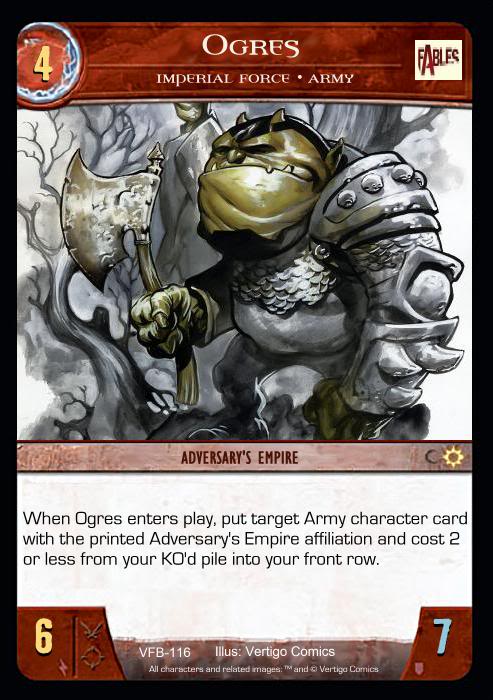 4
Ogres
FABLES
Imperial Force • Army
ADVERSARY'S EMPIRE
C
When Ogres enters play, put target Army character card
with the printed Adversary's Empire affiliation and cost 2
or less from your KO'd pile into your front row.
6
7
VFB-116 Illus: Vertigo Comics
All characters and related images: ™ and © Vertigo Comics